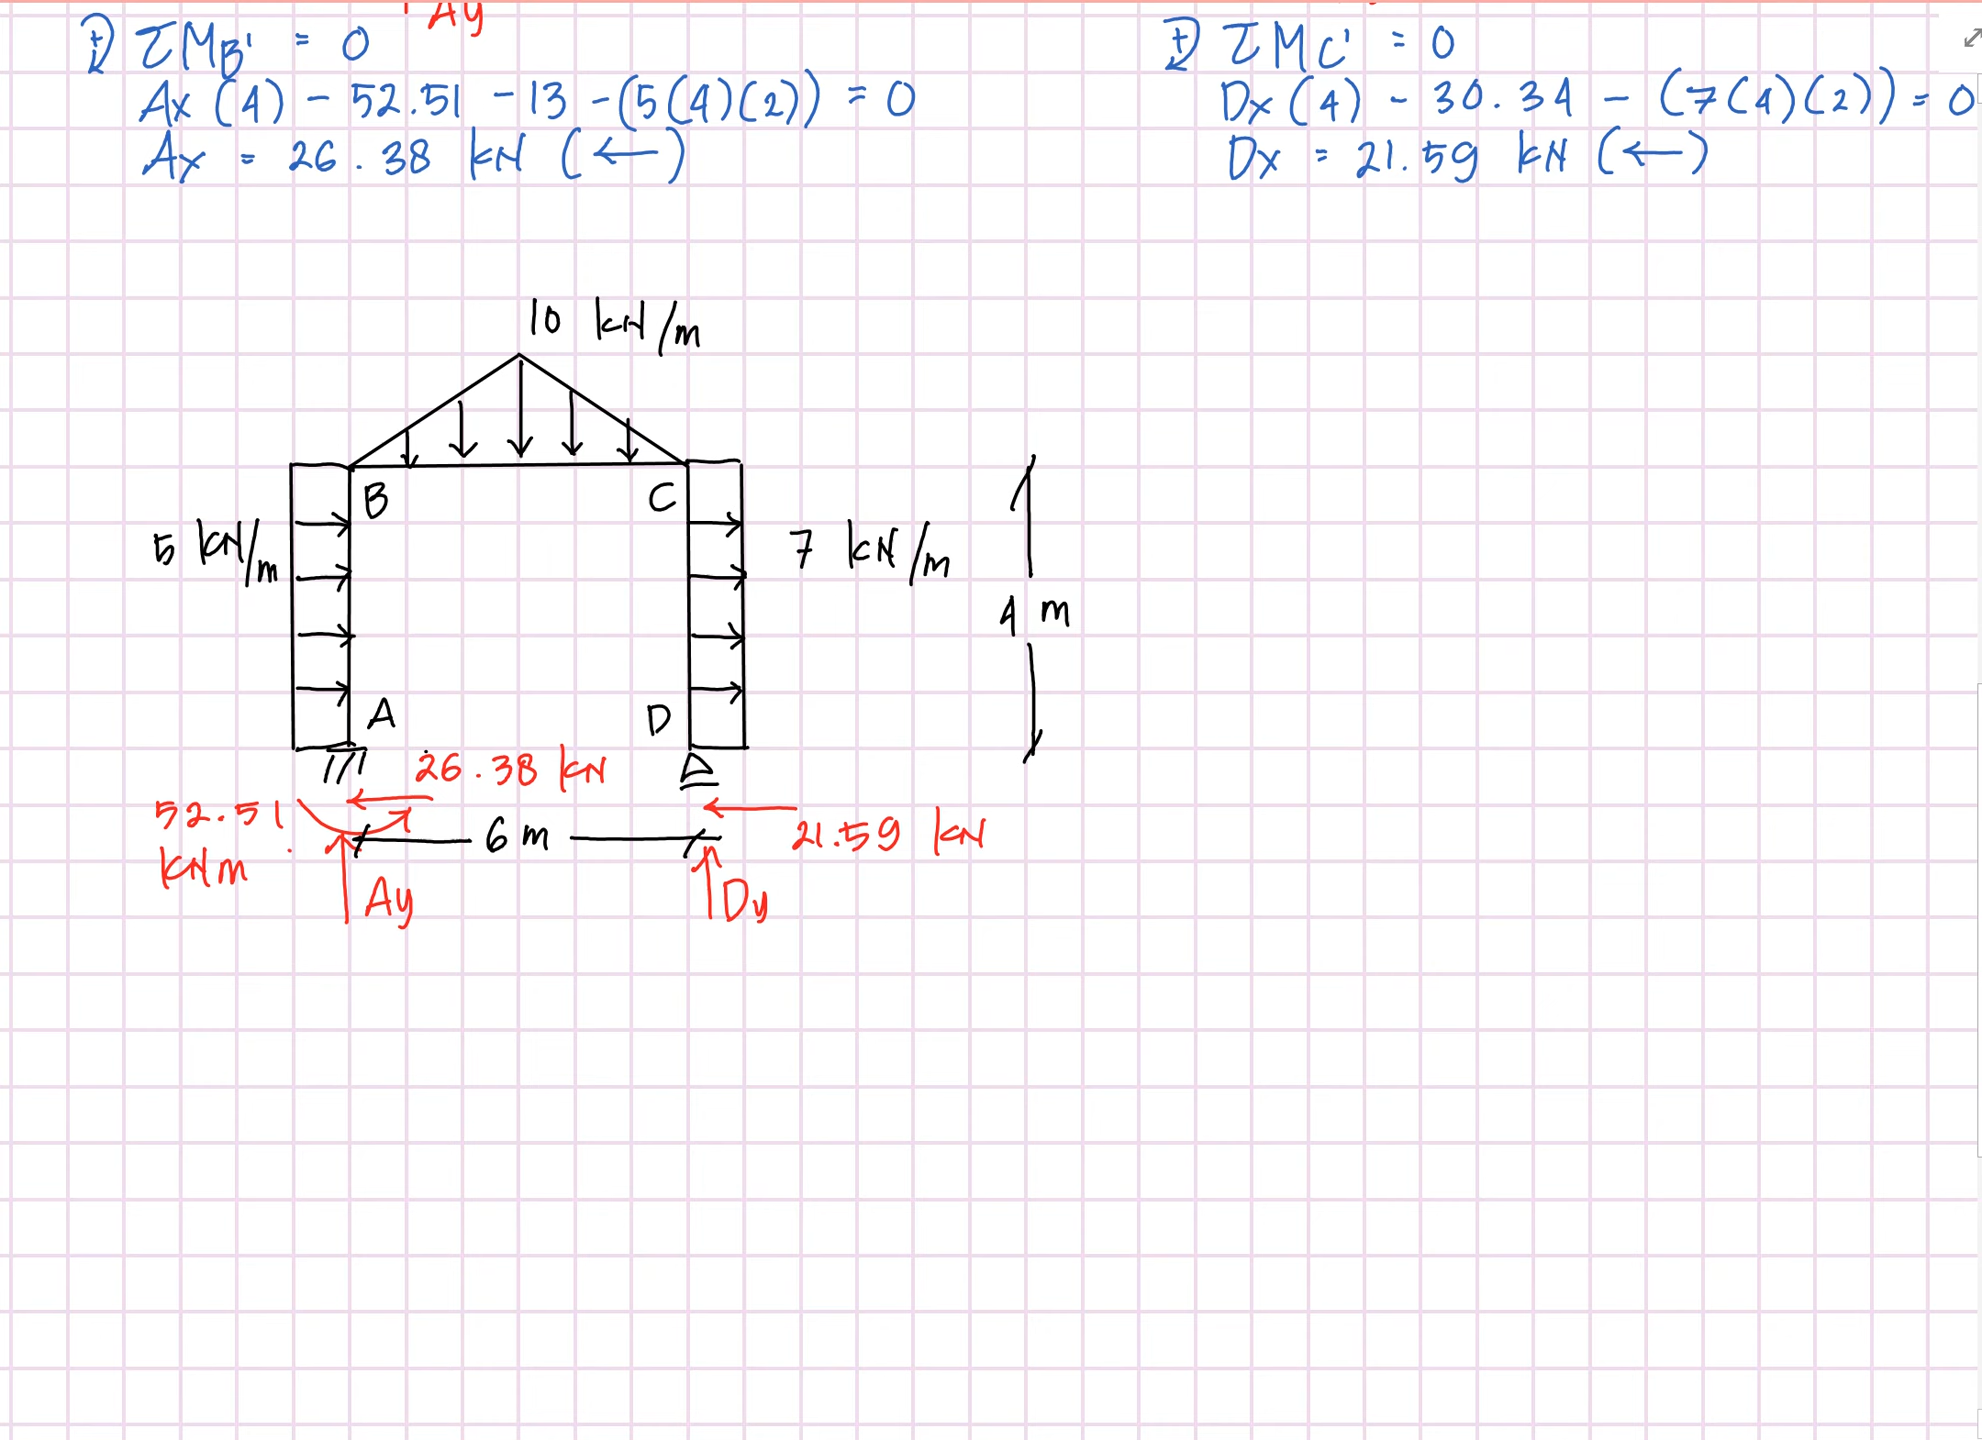 Ay
ΣMB' = 0
Ax (4) - 52.51 - 13 - (5(4)(2)) = 0
Ax = 26.38 kN (←)
ΣMC' = 0
Dx (4) - 30.34 - (7(4)(2)) = 0
Dx = 21.59 kN (←)
10 kN/m
B
C
5 kN/m
7 kN/m
4 m
A
D
26.38 kN
52.51 kNm
6 m
21.59 kN
Ay
Dy